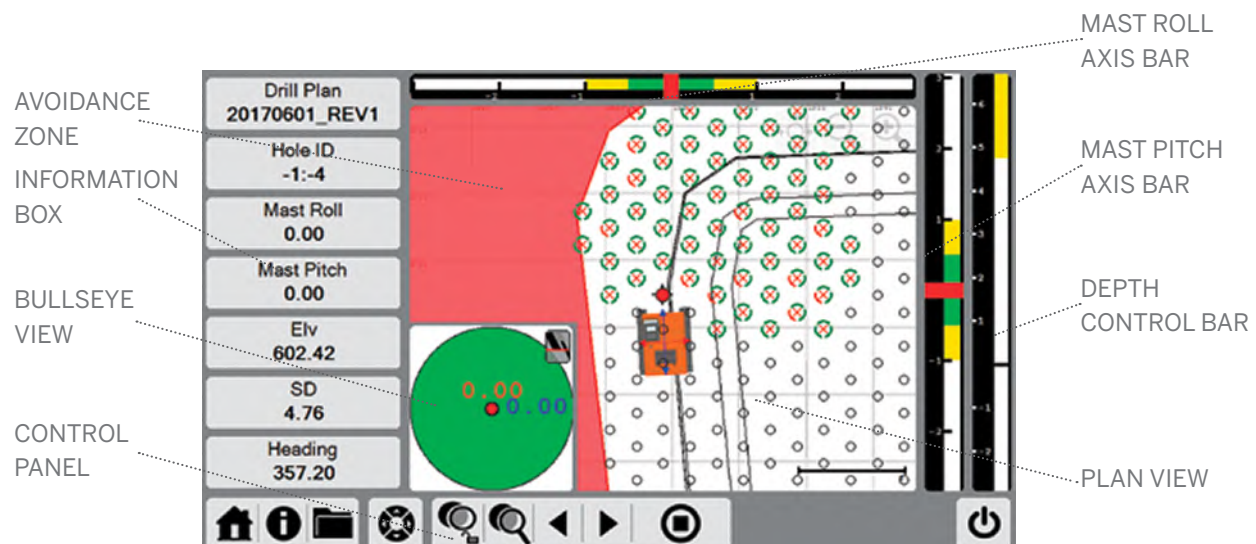 MAST ROLL
AXIS BAR
AVOIDANCE
ZONE
INFORMATION
BOX
BULLSEYE
VIEW
CONTROL
PANEL
Drill Plan
20170601_REV1
Hole ID
-1:-4
Mast Roll
0.00
Mast Pitch
0.00
Elv
602.42
SD
4.76
Heading
357.20
0.00
0.00
MAST PITCH
AXIS BAR
DEPTH
CONTROL BAR
PLAN VIEW